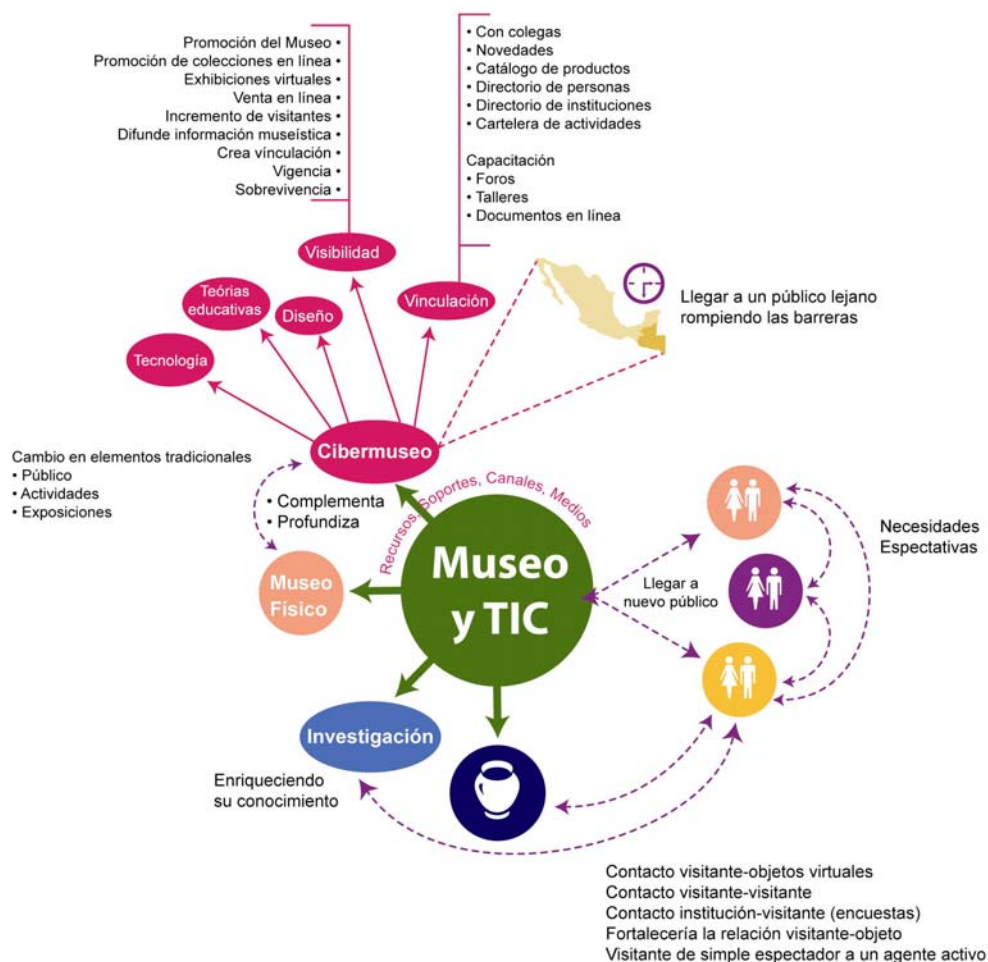 Promoción del Museo •
Promoción de colecciones en línea •
Exhibiciones virtuales •
Venta en línea •
Incremento de visitantes •
Difunde información museística •
Crea vínculación •
Vigencia •
Sobrevivencia •
• Con colegas
• Novedades
• Catálogo de productos
• Directorio de personas
• Directorio de instituciones
• Cartelera de actividades
Capacitación
• Foros
• Talleres
• Documentos en línea
Visibilidad
Teórias
educativas
Diseño
Vinculación
Tecnología
Llegar a un público lejano
rompiendo las barreras
Cibermuseo
Cambio en elementos tradicionales
• Público
• Actividades
• Exposiciones
• Complementa
• Profundiza
Recursos, Soportes, Canales, Medios
Museo
y TIC
Museo
Físico
Llegar a
nuevo público
Necesidades
Espectativas
Investigación
Enriqueciendo
su conocimiento
Contacto visitante-objetos virtuales
Contacto visitante-visitante
Contacto institución-visitante (encuestas)
Fortalecería la relación visitante-objeto
Visitante de simple espectador a un agente activo